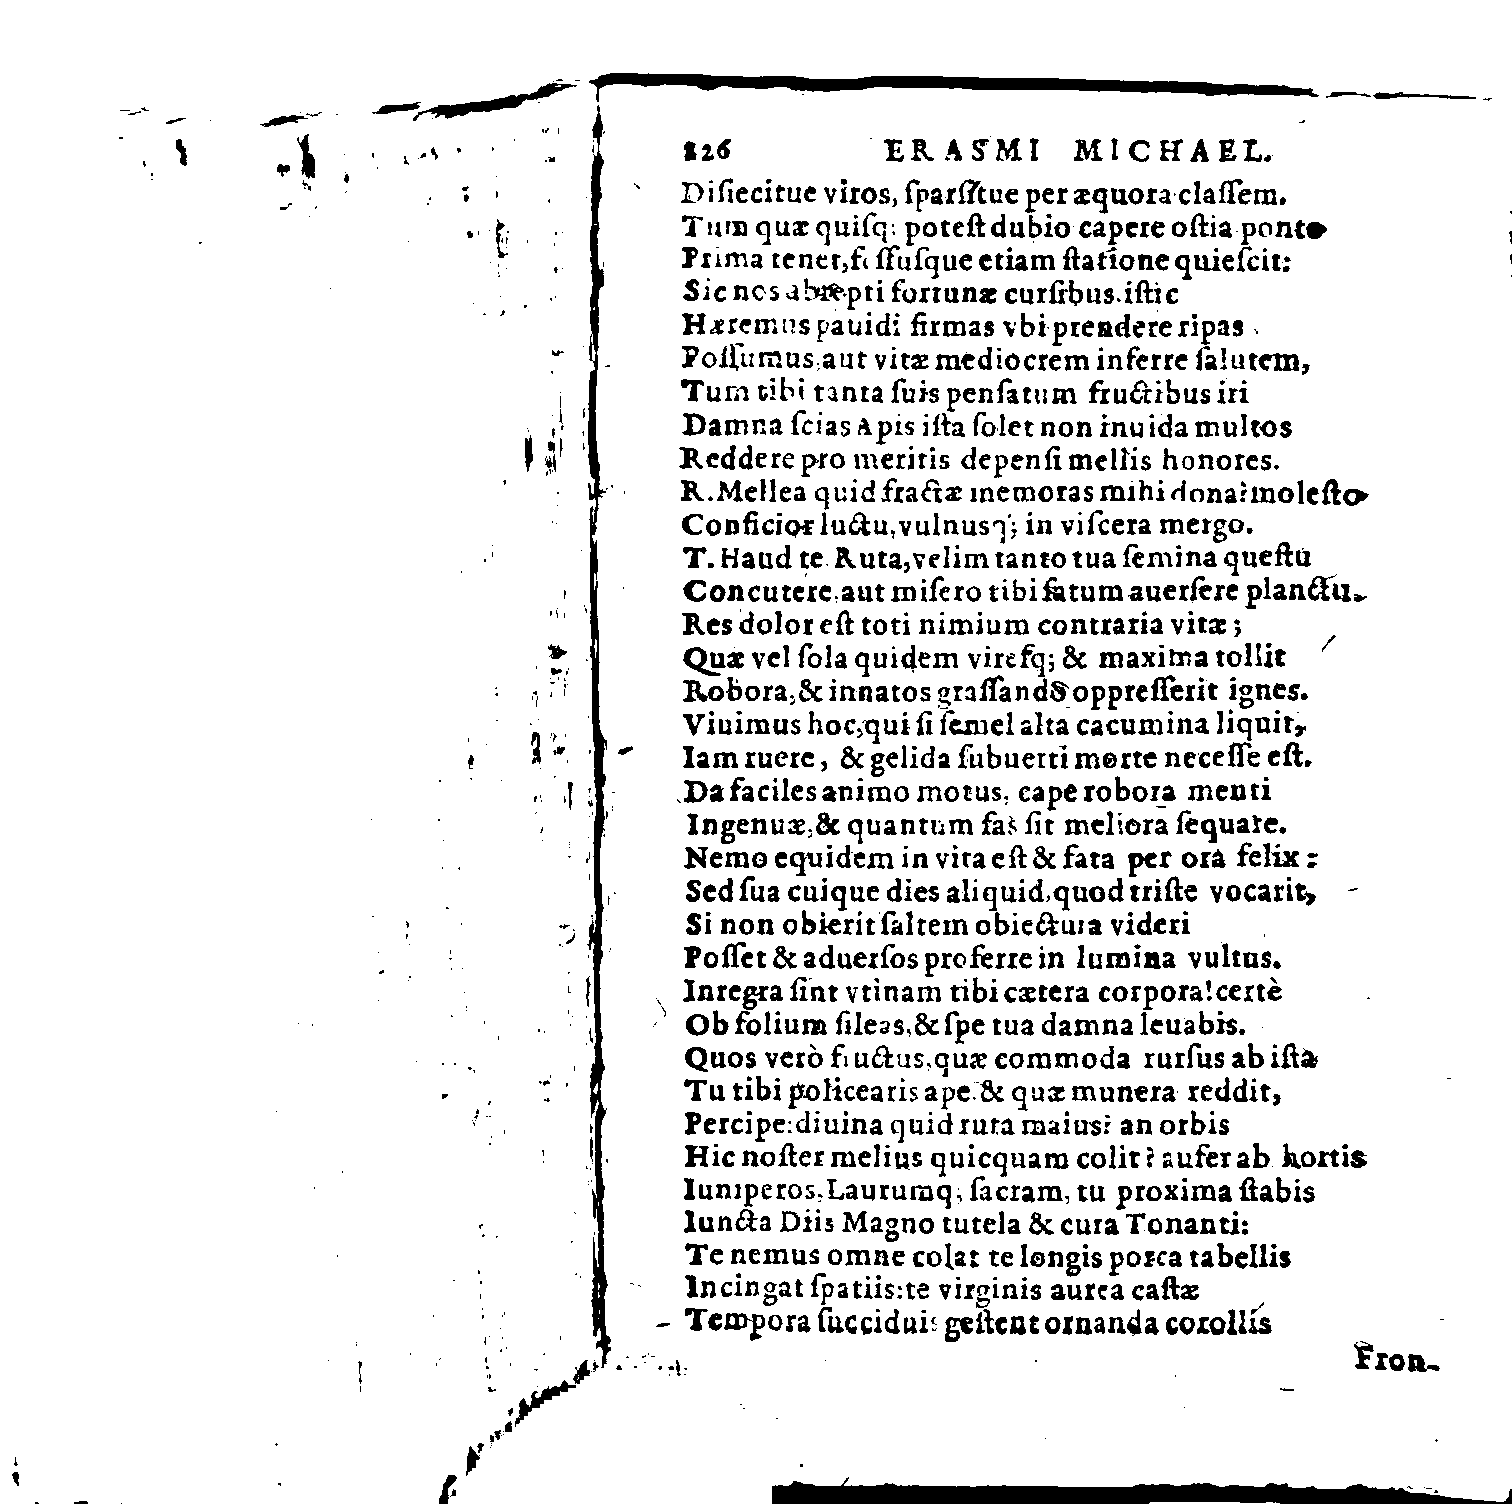 826 ERASMI MICHAEL.
Disiecitue viros, sparsitue per æquora classem.
Tum quæ quisq; potest dubio capere ostia ponto
Prima tenet, fessusque etiam statione quiescit:
Sic nos abrepti fortunæ cursibus istic
Hæremus pauidi firmas vbi prendere ripas
Possumus, aut vitæ mediocrem inferre salutem,
Tum tibi tanta suis pensatum fructibus iri
Damna scias Apis ista solet non inuida multos
Reddere pro meritis depensi mellis honores.
R. Mellea quid fractæ memoras mihi dona? molesto
Conficior luctu, vulnusq; in viscera mergo.
T. Haud te Ruta, velim tanto tua semina questu
Concutere, aut misero tibi fatum auersere planctu.
Res dolor est toti nimium contraria vitæ;
Quæ vel sola quidem viresq; & maxima tollit
Robora, & innatos grassando oppresserit ignes.
Viuimus hoc, qui si semel alta cacumina liquit,
Iam ruere, & gelida subuerti morte necesse est.
Da faciles animo motus, cape robora menti
Ingenuæ, & quantum fas sit meliora sequare.
Nemo equidem in vita est & fata per ora felix:
Sed sua cuique dies aliquid, quod triste vocarit,
Si non obierit saltem obiectura videri
Posset & aduersos proferre in lumina vultus.
Inregra sint vtinam tibi cætera corpora! certè
Ob folium sileas, & spe tua damna leuabis.
Quos verò fructus, quæ commoda rursus ab ista
Tu tibi policearis ape & quæ munera reddit,
Percipe: diuina quid ruta maius? an orbis
Hic noster melius quicquam colit? aufer ab hortis
Iuniperos, Laurumq; sacram, tu proxima stabis
Iuncta Diis Magno tutela & cura Tonanti:
Te nemus omne colat te longis porca tabellis
Incingat spatiis: te virginis aurea castæ
Tempora succiduis gestent ornanda corollis
Fron-